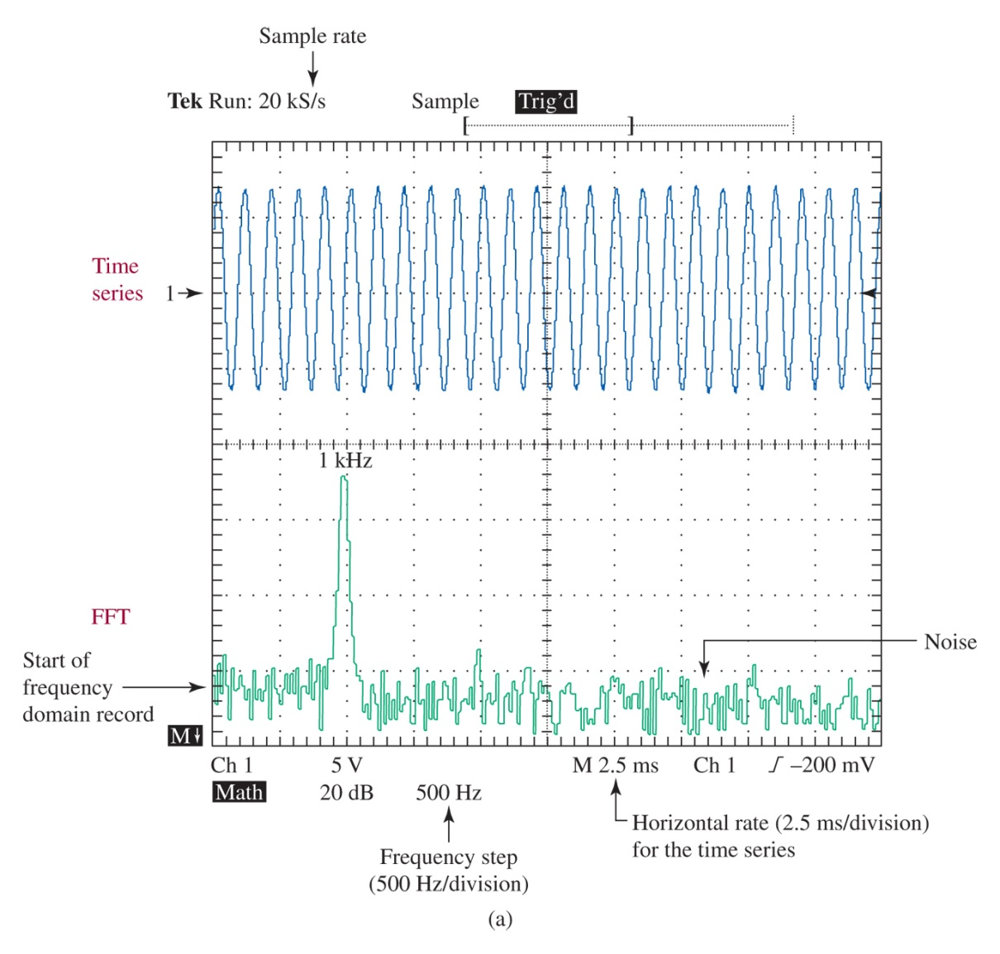 Sample rate
Tek Run: 20 kS/s Sample Trig’d
Time
series 1
1 kHz
FFT
Noise
Start of
frequency
domain record
M
Ch 1 5 V M 2.5 ms Ch 1 –200 mV
Math 20 dB 500 Hz
Horizontal rate (2.5 ms/division)
for the time series
Frequency step
(500 Hz/division)
(a)